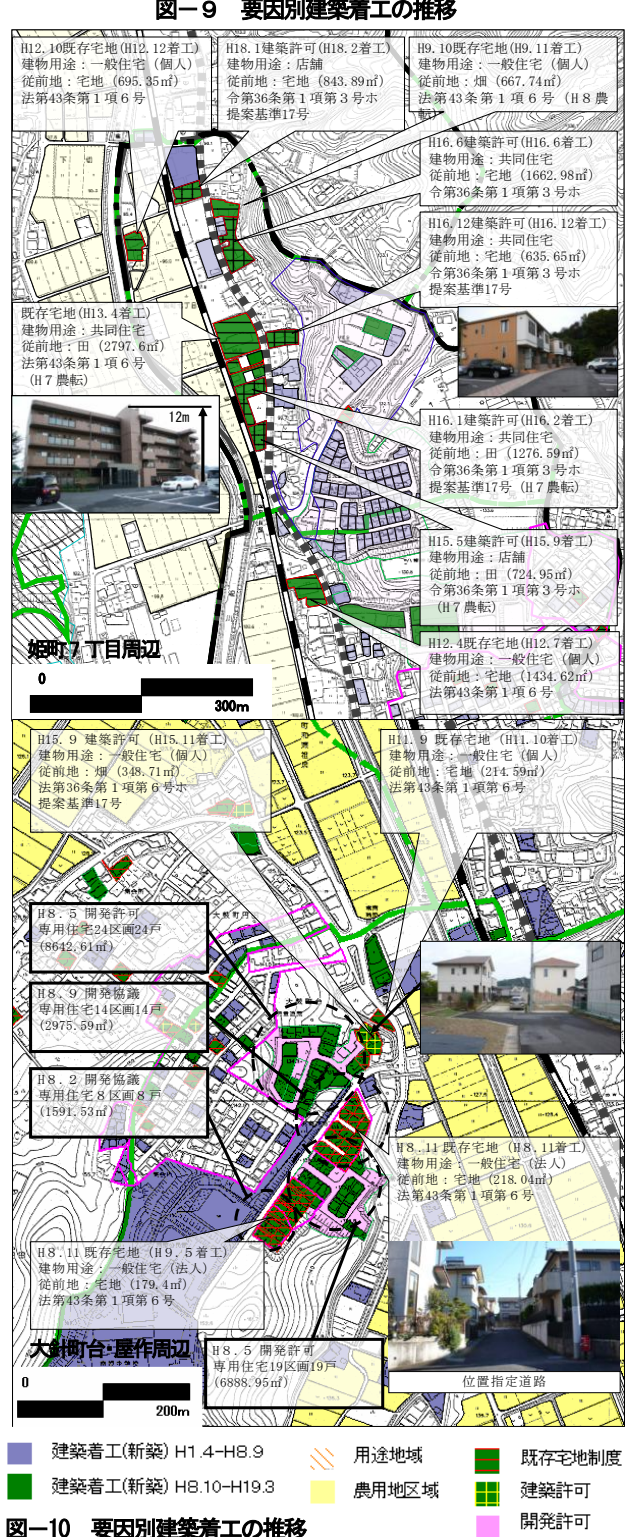 図－９　要因別建築着工の推移
H12.10既存宅地(H12.12着工)
建物用途：一般住宅（個人）
従前地：宅地（695.35㎡）
法第43条第１項６号
H18.1建築許可(H18.2着工)
建物用途：店舗
従前地：宅地（843.89㎡）
令第36条第１項第３号ホ
提案基準17号
H9.10既存宅地(H9.11着工)
建物用途：一般住宅（個人）
従前地：畑（667.74㎡）
法第43条第１項６号（H８農転）
H16.6建築許可(H16.6着工)
建物用途：共同住宅
従前地：宅地（1662.98㎡）
令第36条第１項第３号ホ
H16.12建築許可(H16.12着工)
建物用途：共同住宅
従前地：宅地（635.65㎡）
令第36条第１項第３号ホ
提案基準17号
既存宅地(H13.4着工)
建物用途：共同住宅
従前地：田（2797.6㎡）
法第43条第１項６号
（H７農転）
12m
H16.1建築許可(H16.2着工)
建物用途：共同住宅
従前地：田（1276.59㎡）
令第36条第１項第３号ホ
提案基準17号（H７農転）
H15.5建築許可(H15.9着工)
建物用途：店舗
従前地：田（724.95㎡）
令第36条第１項第３号ホ
（H７農転）
H12.4既存宅地(H12.7着工)
建物用途：一般住宅（個人）
従前地：宅地（1434.62㎡）
法第43条第１項６号
姫町７丁目周辺
0
300m
H15.9 建築許可（H15.11着工）
建物用途：一般住宅（個人）
従前地：畑（348.71㎡）
法第36条第１項第６号ホ
提案基準17号
H11.9 既存宅地（H11.10着工）
建物用途：一般住宅（個人）
従前地：宅地（214.59㎡）
法第43条第１項第６号
H8.5 開発許可
専用住宅24区画24戸
(8642.61㎡)
H8.9 開発協議
専用住宅14区画14戸
(2975.59㎡)
H8.2 開発協議
専用住宅８区画８戸
(1591.53㎡)
H8.11 既存宅地（H8.11着工）
建物用途：一般住宅（法人）
従前地：宅地（218.04㎡）
法第43条第１項第６号
H8.11 既存宅地（H9.5着工）
建物用途：一般住宅（法人）
従前地：宅地（179.4㎡）
法第43条第１項第６号
大針町台・屋作周辺
H8.5 開発許可
専用住宅19区画19戸
(6888.95㎡)
位置指定道路
0
200m
建築着工(新築) H1.4-H8.9
用途地域
既存宅地制度
建築着工(新築) H8.10-H19.3
農用地区域
建築許可
開発許可
図－10　要因別建築着工の推移